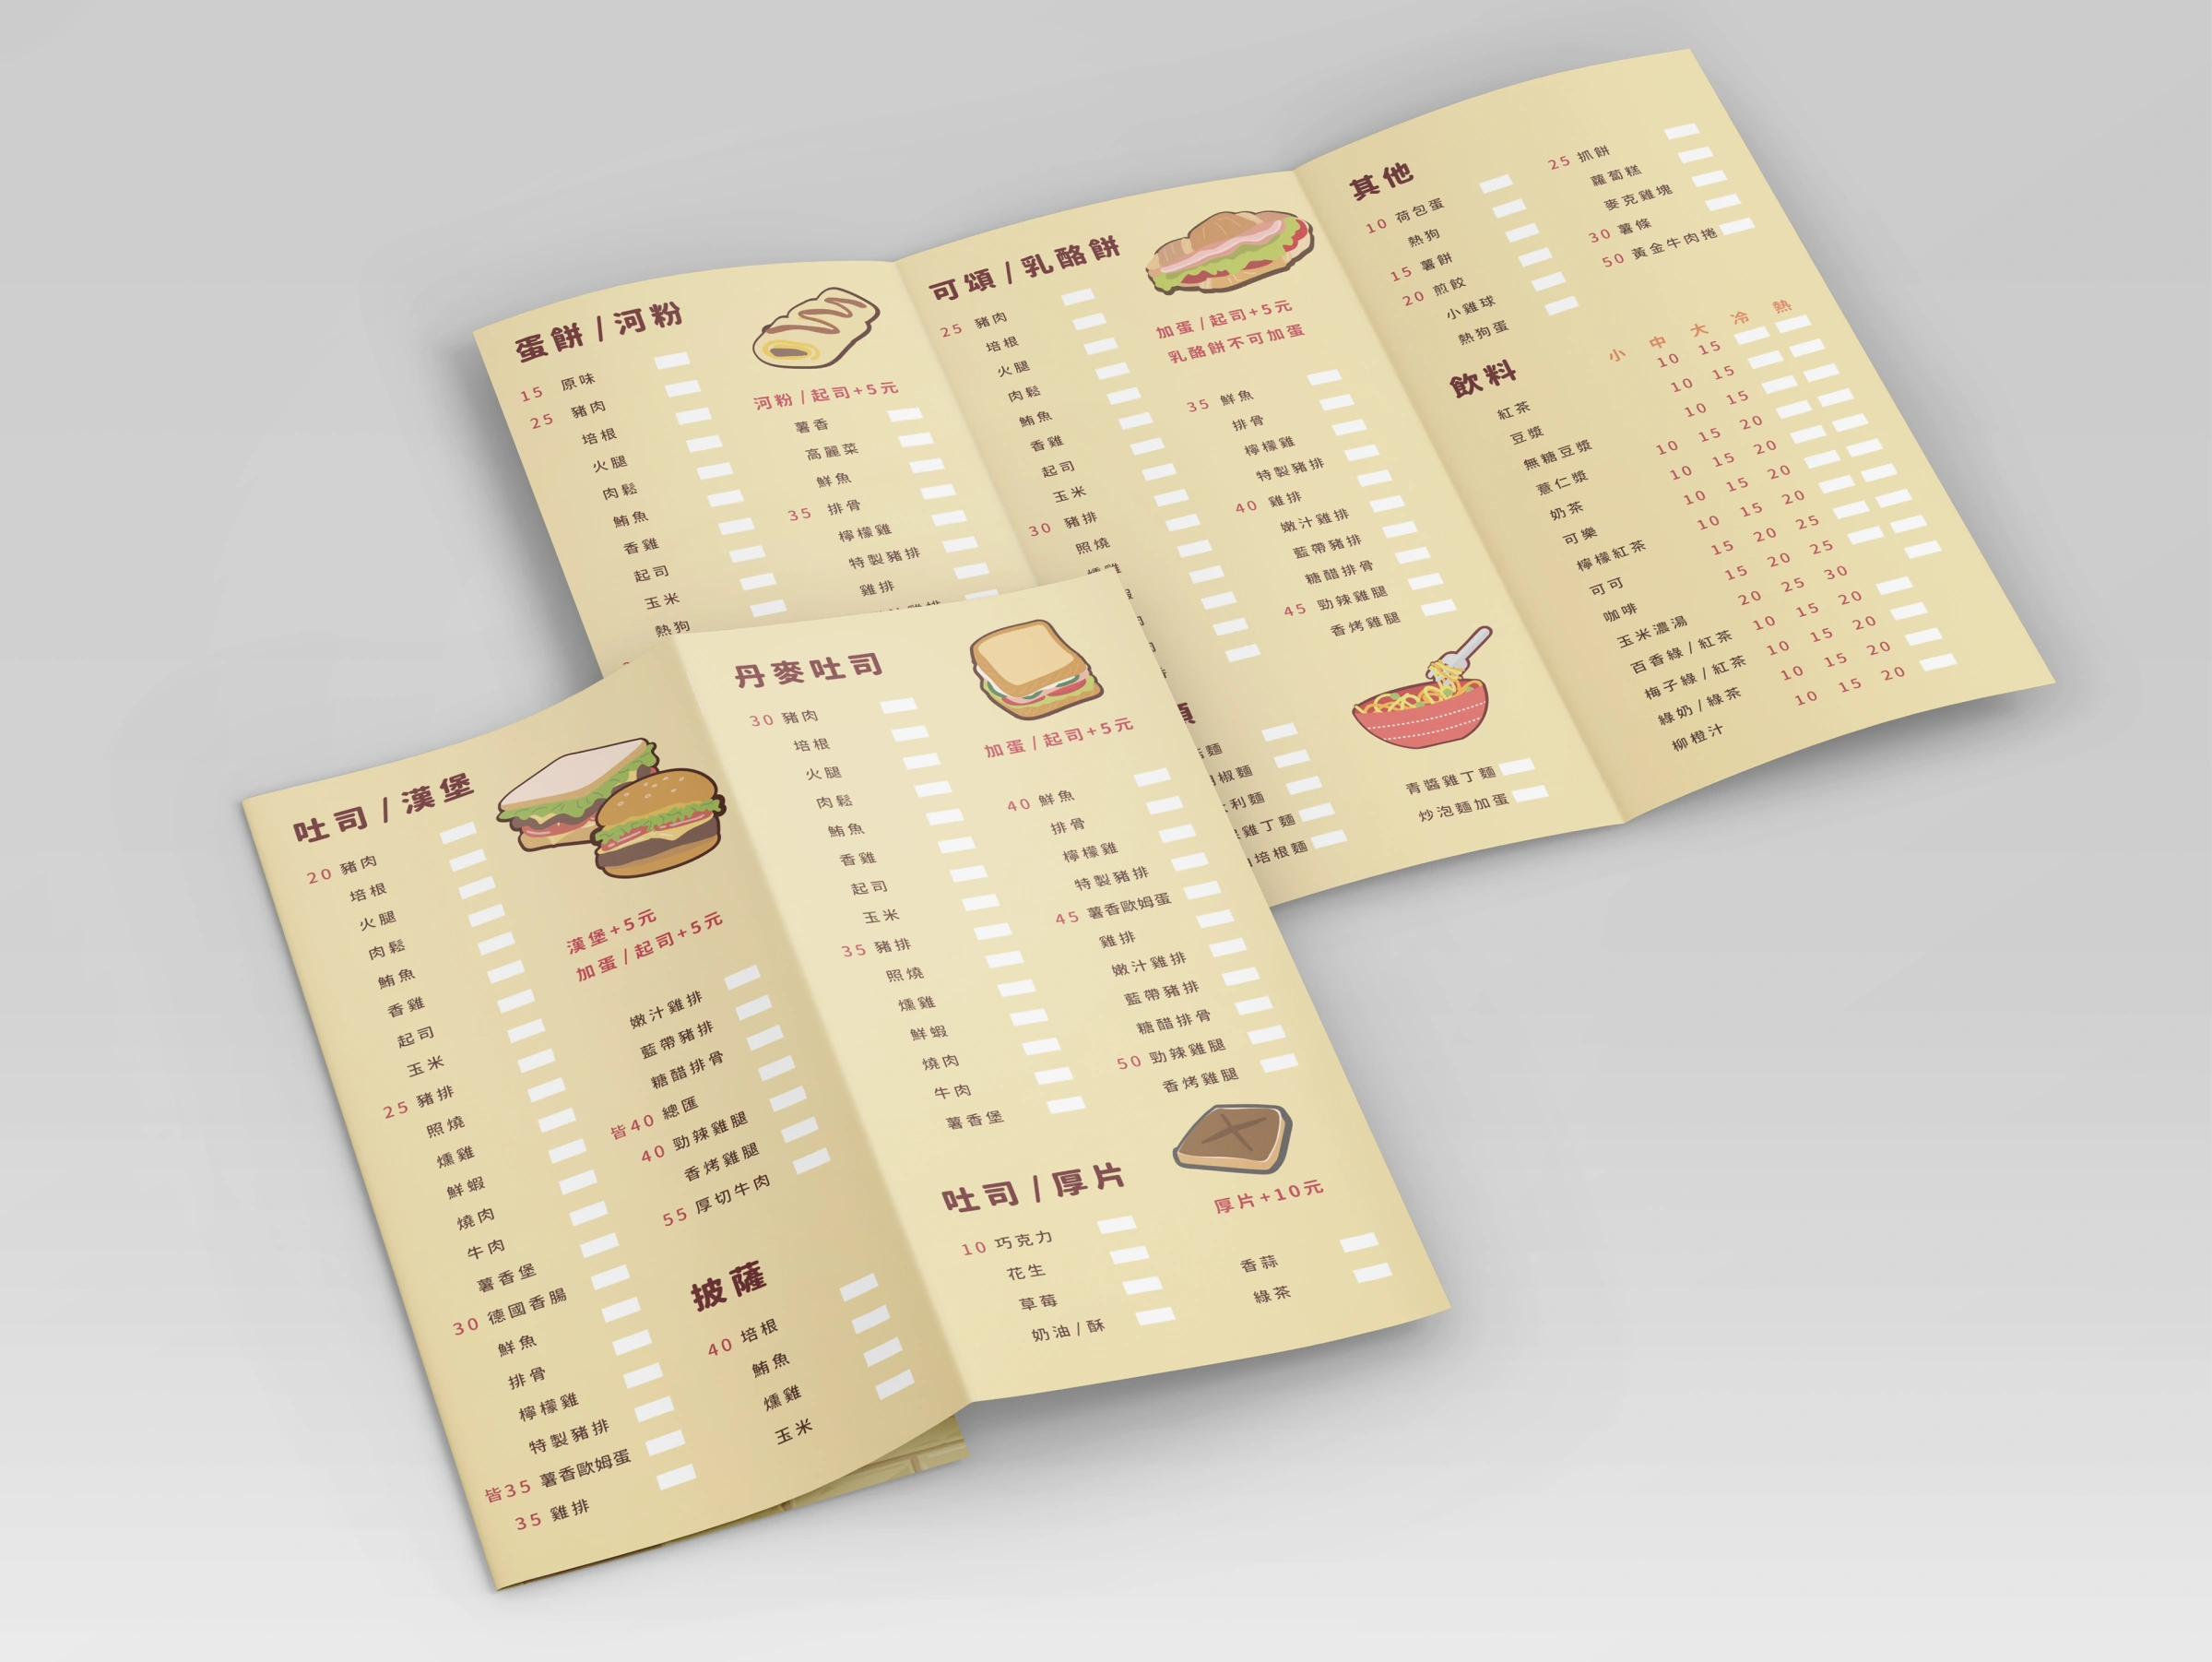 蛋餅/河粉
15 原味
25 豬肉
培根
火腿
肉鬆
鮪魚
香雞
起司
玉米
熱狗
河粉/起司+5元
薯香
高麗菜
鮮魚
35 排骨
檸檬雞
特製豬排
雞排
可頌/乳酪餅
25 豬肉
培根
火腿
肉鬆
鮪魚
香雞
起司
玉米
30 豬排
照燒
加蛋/起司+5元
乳酪餅不可加蛋
35 鮮魚
排骨
檸檬雞
特製豬排
40 雞排
嫩汁雞排
藍帶豬排
糖醋排骨
45 勁辣雞腿
香烤雞腿
麵
椒麵
利麵
雞丁麵
培根麵
青醬雞丁麵
炒泡麵加蛋
其他
10 荷包蛋
熱狗
15 薯餅
20 煎餃
小雞球
熱狗蛋
25 抓餅
蘿蔔糕
麥克雞塊
30 薯條
50 黃金牛肉捲
飲料
小 中 大 冷 熱
紅茶 10 15
豆漿 10 15
無糖豆漿 10 15
薏仁漿 10 15 20
奶茶 10 15 20
可樂 10 15 20
檸檬紅茶 10 15 20
可可 15 20 25
咖啡 15 20 25
玉米濃湯 20 25 30
百香綠/紅茶 10 15 20
梅子綠/紅茶 10 15 20
綠奶/綠茶 10 15 20
柳橙汁 10 15 20
吐司/漢堡
20 豬肉
培根
火腿
肉鬆
鮪魚
香雞
起司
玉米
25 豬排
照燒
燻雞
鮮蝦
燒肉
牛肉
薯香堡
30 德國香腸
鮮魚
排骨
檸檬雞
特製豬排
皆35 薯香歐姆蛋
35 雞排
漢堡+5元
加蛋/起司+5元
嫩汁雞排
藍帶豬排
糖醋排骨
皆40 總匯
40 勁辣雞腿
香烤雞腿
55 厚切牛肉
披薩
40 培根
鮪魚
燻雞
玉米
丹麥吐司
30 豬肉
培根
火腿
肉鬆
鮪魚
香雞
起司
玉米
35 豬排
照燒
燻雞
鮮蝦
燒肉
牛肉
薯香堡
加蛋/起司+5元
40 鮮魚
排骨
檸檬雞
特製豬排
45 薯香歐姆蛋
雞排
嫩汁雞排
藍帶豬排
糖醋排骨
50 勁辣雞腿
香烤雞腿
吐司/厚片
10 巧克力
花生
草莓
奶油/酥
厚片+10元
香蒜
綠茶